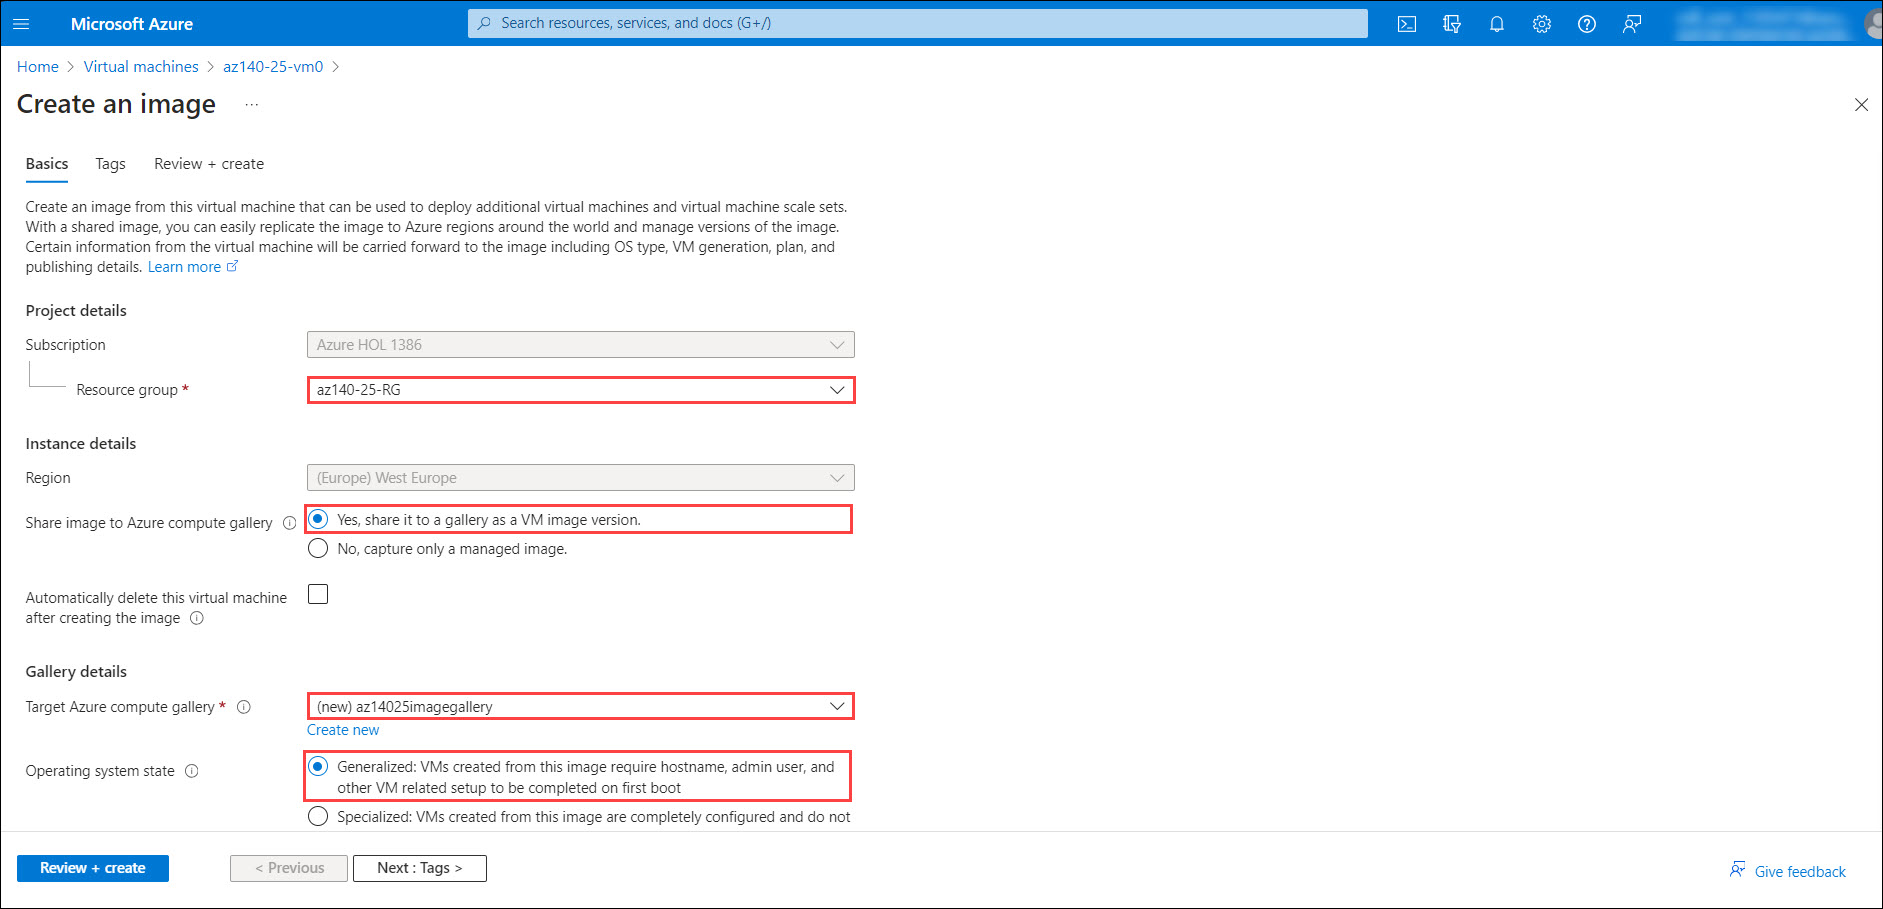 Microsoft Azure
Search resources, services, and docs (G+/)
Home > Virtual machines > az140-25-vm0 >
Create an image ...
Basics Tags Review + create
Create an image from this virtual machine that can be used to deploy additional virtual machines and virtual machine scale sets.
With a shared image, you can easily replicate the image to Azure regions around the world and manage versions of the image.
Certain information from the virtual machine will be carried forward to the image including OS type, VM generation, plan, and
publishing details. Learn more
Project details
Subscription
Azure HOL 1386
Resource group *
az140-25-RG
Instance details
Region
(Europe) West Europe
Share image to Azure compute gallery
Yes, share it to a gallery as a VM image version.
No, capture only a managed image.
Automatically delete this virtual machine
after creating the image
Gallery details
Target Azure compute gallery *
(new) az14025imagegallery
Create new
Operating system state
Generalized: VMs created from this image require hostname, admin user, and
other VM related setup to be completed on first boot
Specialized: VMs created from this image are completely configured and do not
Review + create
< Previous
Next : Tags >
Give feedback